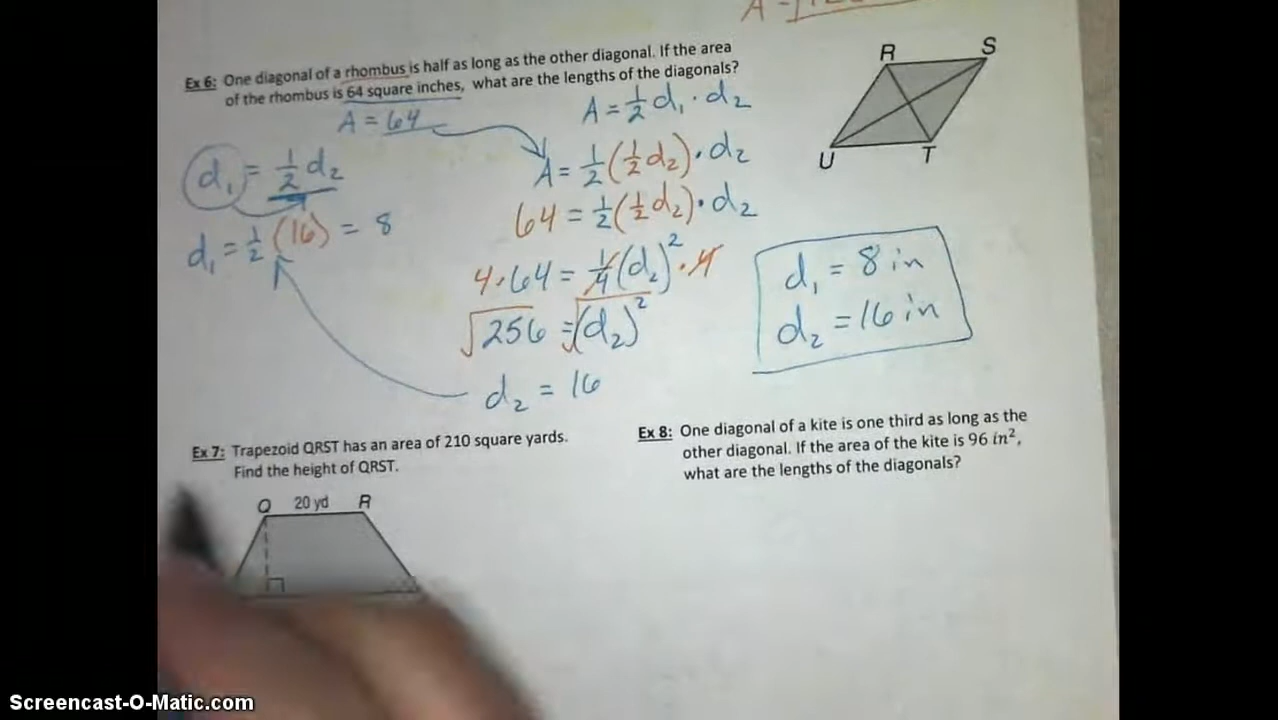 Ex 6: One diagonal of a rhombus is half as long as the other diagonal. If the area
of the rhombus is 64 square inches, what are the lengths of the diagonals?
A = 64
A = 1/2 d₁ · d₂
d₁ = 1/2 d₂
A = 1/2 (1/2 d₂) · d₂
d₁ = 1/2 (16) = 8
64 = 1/2 (1/2 d₂) · d₂
4 · 64 = 1/4 (d₂)² · 4
√256 = √(d₂)²
d₂ = 16
R S
U T
d₁ = 8 in
d₂ = 16 in
Ex 7: Trapezoid QRST has an area of 210 square yards.
Find the height of QRST.
Q 20 yd R
Ex 8: One diagonal of a kite is one third as long as the
other diagonal. If the area of the kite is 96 in²,
what are the lengths of the diagonals?
Screencast-O-Matic.com